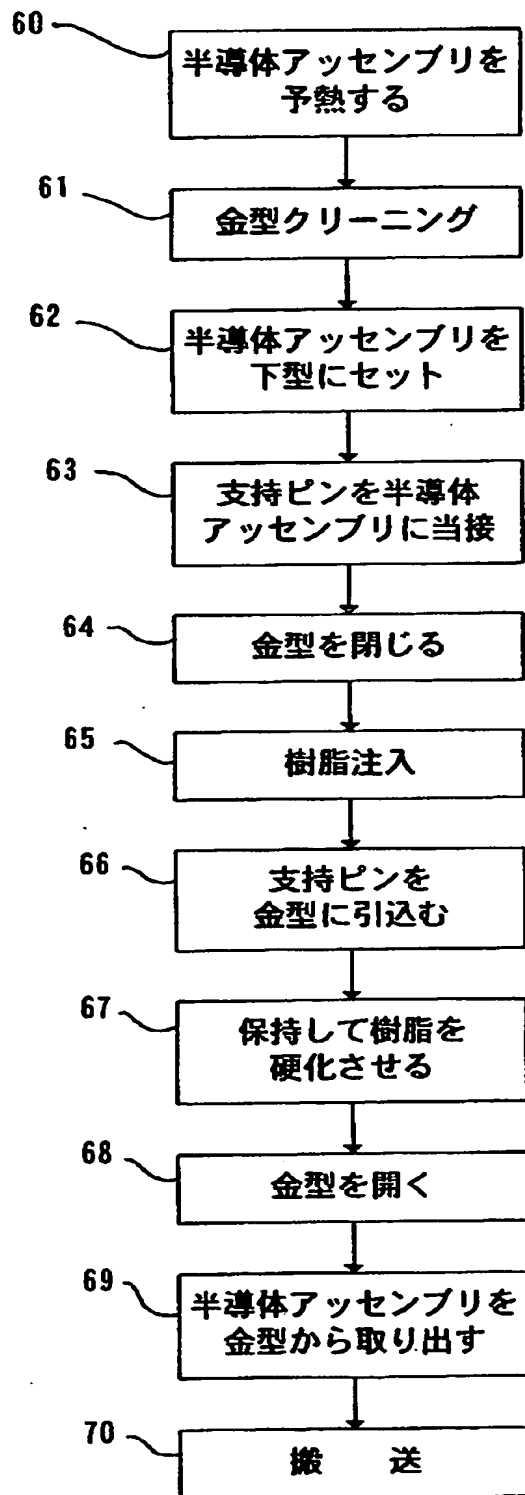 60
半導体アッセンブリを
予熱する
61
金型クリーニング
62
半導体アッセンブリを
下型にセット
63
支持ピンを半導体
アッセンブリに当接
64
金型を閉じる
65
樹脂注入
66
支持ピンを
金型に引込む
67
保持して樹脂を
硬化させる
68
金型を開く
69
半導体アッセンブリを
金型から取り出す
70
搬 送